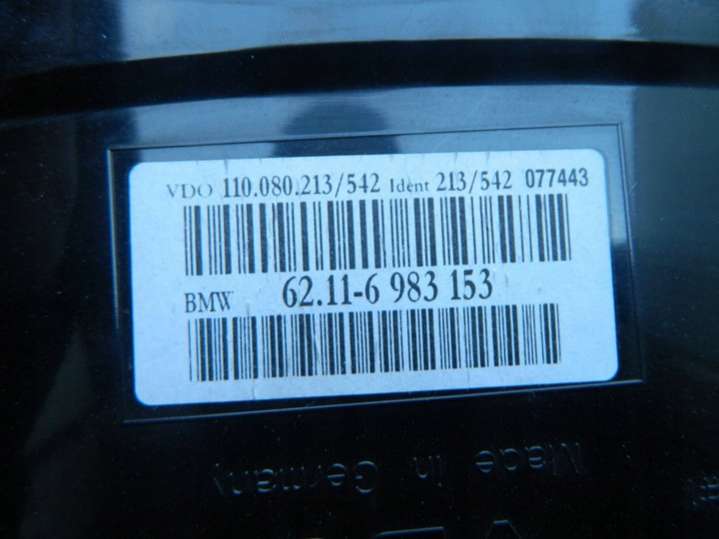 VDO 110.080.213/542 Ident 213/542 077443
BMW 62.11-6 983 153
Made in
Germany